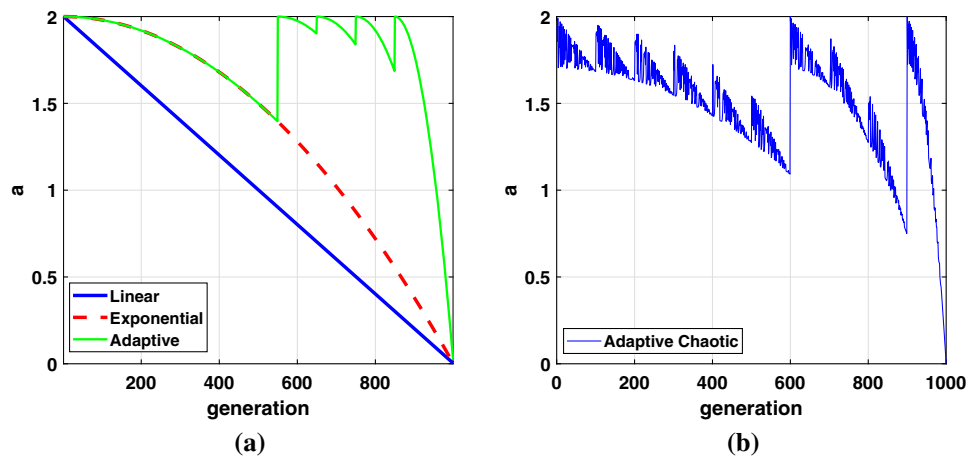 2
1.5
1
0.5
0
a
Linear
Exponential
Adaptive
200 400 600 800
generation
(a)
2
1.5
1
0.5
0
a
Adaptive Chaotic
0 200 400 600 800 1000
generation
(b)